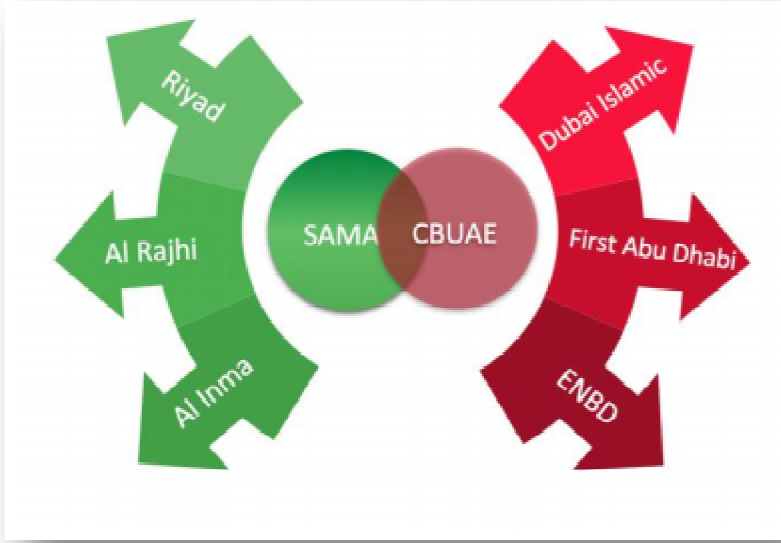 Riyad
Al Rajhi
Al Inma
SAMA
CBUAE
Dubai Islamic
First Abu Dhabi
ENBD